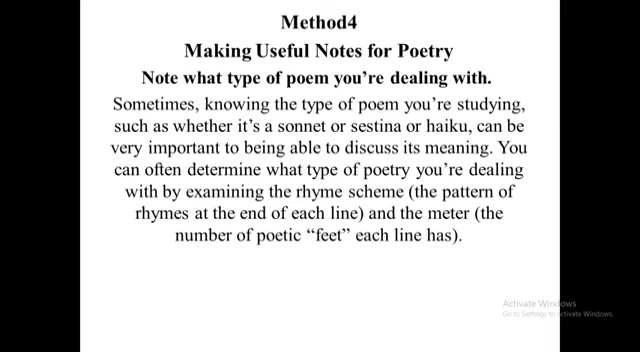 Method4
Making Useful Notes for Poetry
Note what type of poem you’re dealing with.
Sometimes, knowing the type of poem you’re studying,
such as whether it’s a sonnet or sestina or haiku, can be
very important to being able to discuss its meaning. You
can often determine what type of poetry you’re dealing
with by examining the rhyme scheme (the pattern of
rhymes at the end of each line) and the meter (the
number of poetic “feet” each line has).
Activate Windows
Go to Settings to activate Windows.